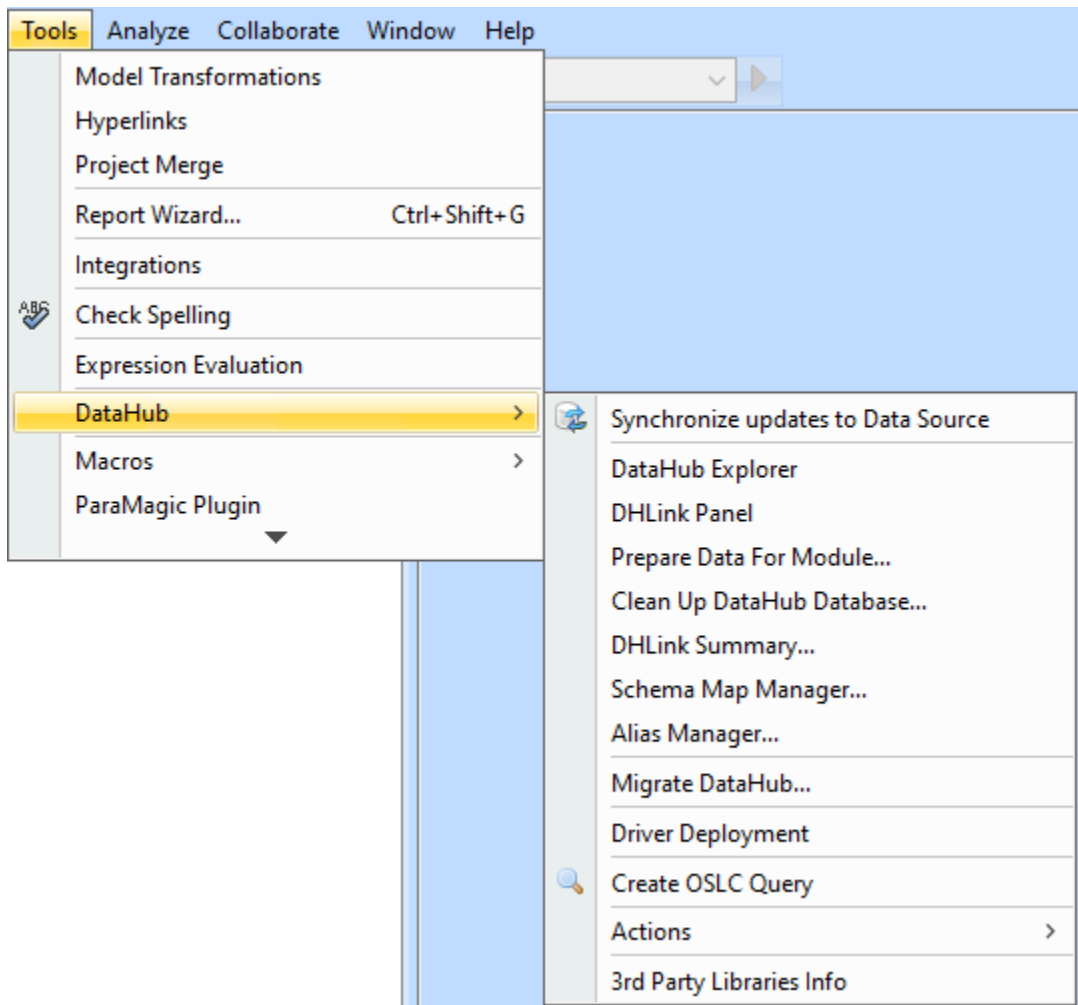 Tools Analyze Collaborate Window Help
Model Transformations
Hyperlinks
Project Merge
Report Wizard... Ctrl+Shift+G
Integrations
ABC
Check Spelling
Expression Evaluation
DataHub
Macros
ParaMagic Plugin
Synchronize updates to Data Source
DataHub Explorer
DHLink Panel
Prepare Data For Module...
Clean Up DataHub Database...
DHLink Summary...
Schema Map Manager...
Alias Manager...
Migrate DataHub...
Driver Deployment
Create OSLC Query
Actions
3rd Party Libraries Info